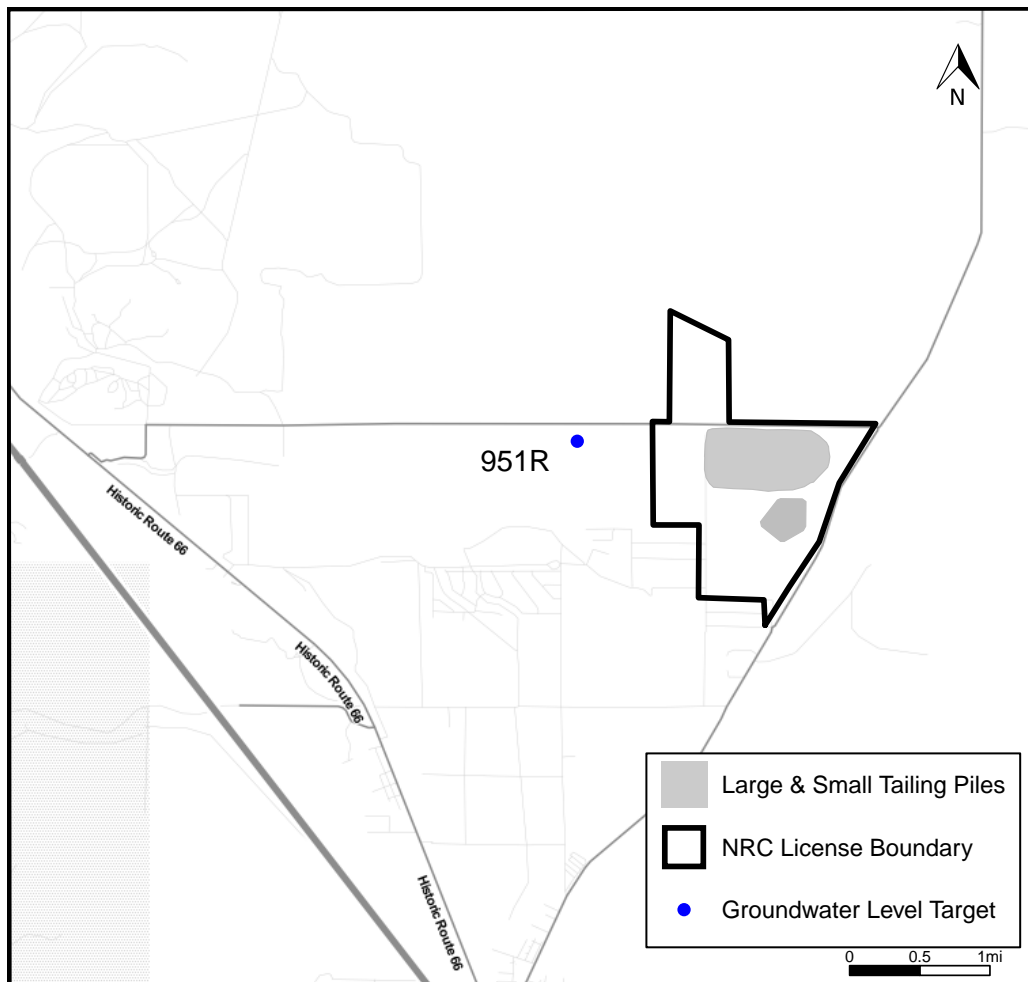 N
951R
Historic Route 66
Historic Route 66
Historic Route 66
Large & Small Tailing Piles
NRC License Boundary
Groundwater Level Target
0 0.5 1mi